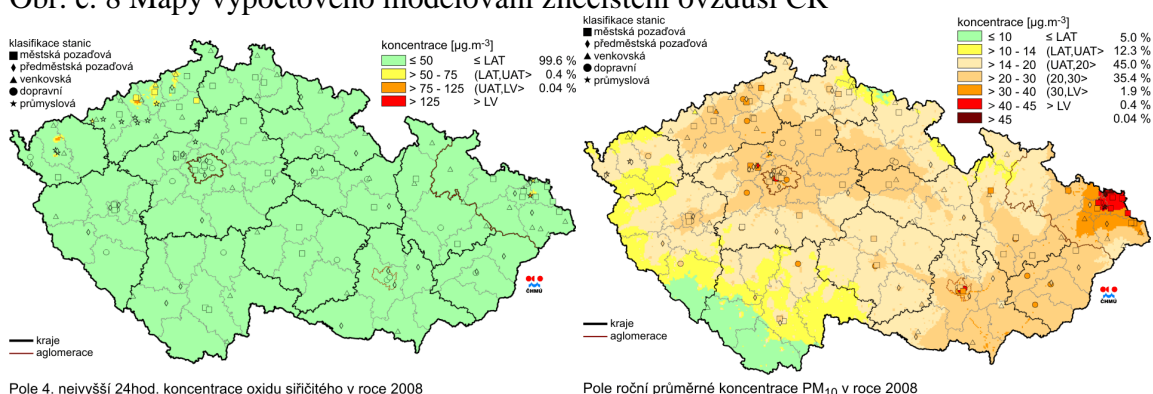 Obr. č. 8 Mapy výpočtového modelování znečištění ovzduší ČR
klasifikace stanic
městská pozaďová
předměstská pozaďová
venkovská
dopravní
průmyslová
koncentrace [µg.m-3]
≤ 50 ≤ LAT 99.6 %
> 50 - 75 (LAT,UAT> 0.4 %
> 75 - 125 (UAT,LV> 0.04 %
> 125 > LV
ČHMÚ
kraje
aglomerace
Pole 4. nejvyšší 24hod. koncentrace oxidu siřičitého v roce 2008
klasifikace stanic
městská pozaďová
předměstská pozaďová
venkovská
dopravní
průmyslová
koncentrace [µg.m-3]
≤ 10 ≤ LAT 5.0 %
> 10 - 14 (LAT,UAT> 12.3 %
> 14 - 20 (UAT,20> 45.0 %
> 20 - 30 (20,30> 35.4 %
> 30 - 40 (30,LV> 1.9 %
> 40 - 45 > LV 0.4 %
> 45 0.04 %
ČHMÚ
kraje
aglomerace
Pole roční průměrné koncentrace PM10 v roce 2008